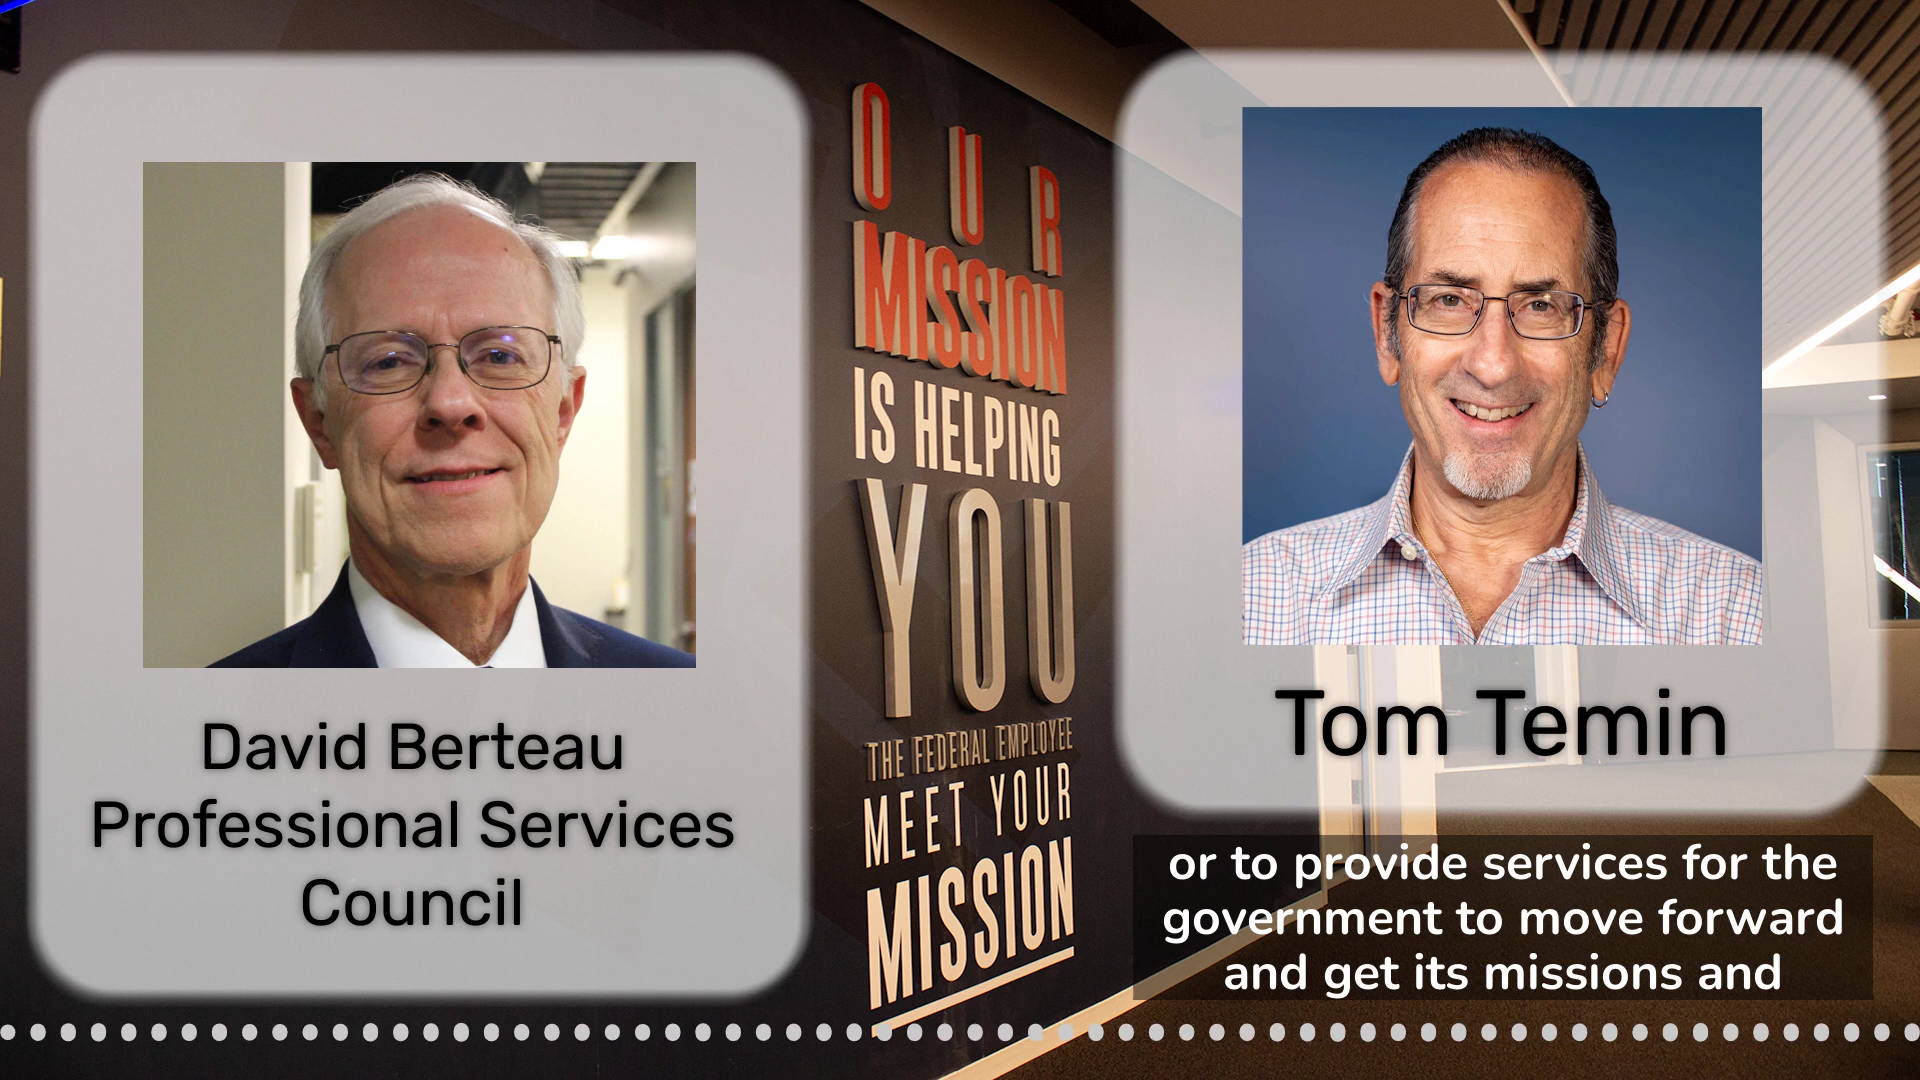 David Berteau
Professional Services
Council
OUR
MISSION
IS HELPING
YOU
THE FEDERAL EMPLOYEE
MEET YOUR
MISSION
Tom Temin
or to provide services for the
government to move forward
and get its missions and